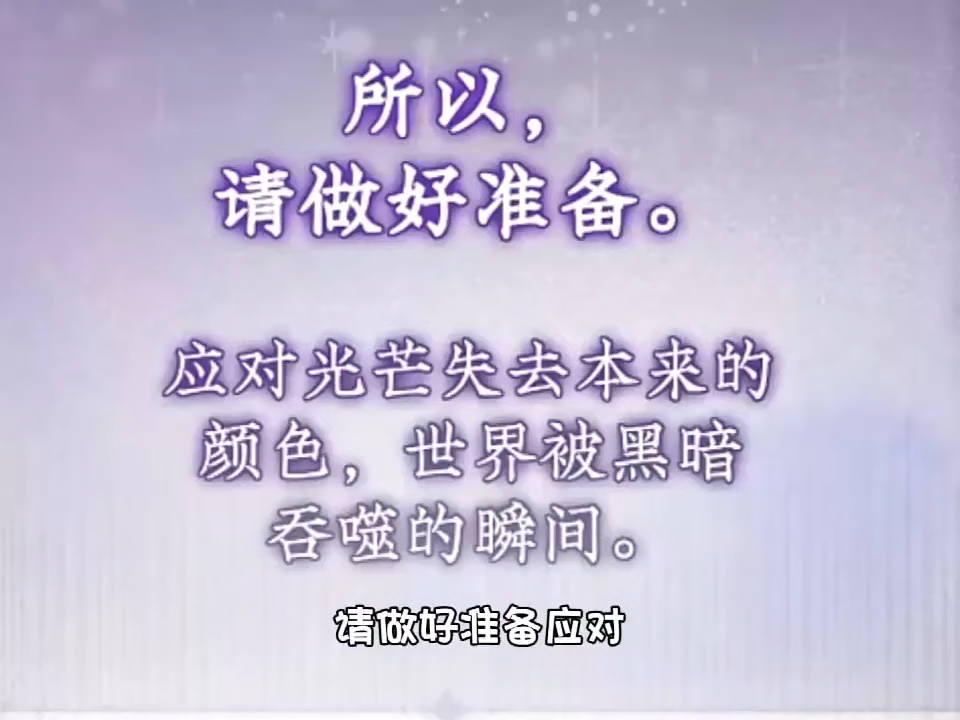 所以，
请做好准备。
应对光芒失去本来的
颜色，世界被黑暗
吞噬的瞬间。
请做好准备应对